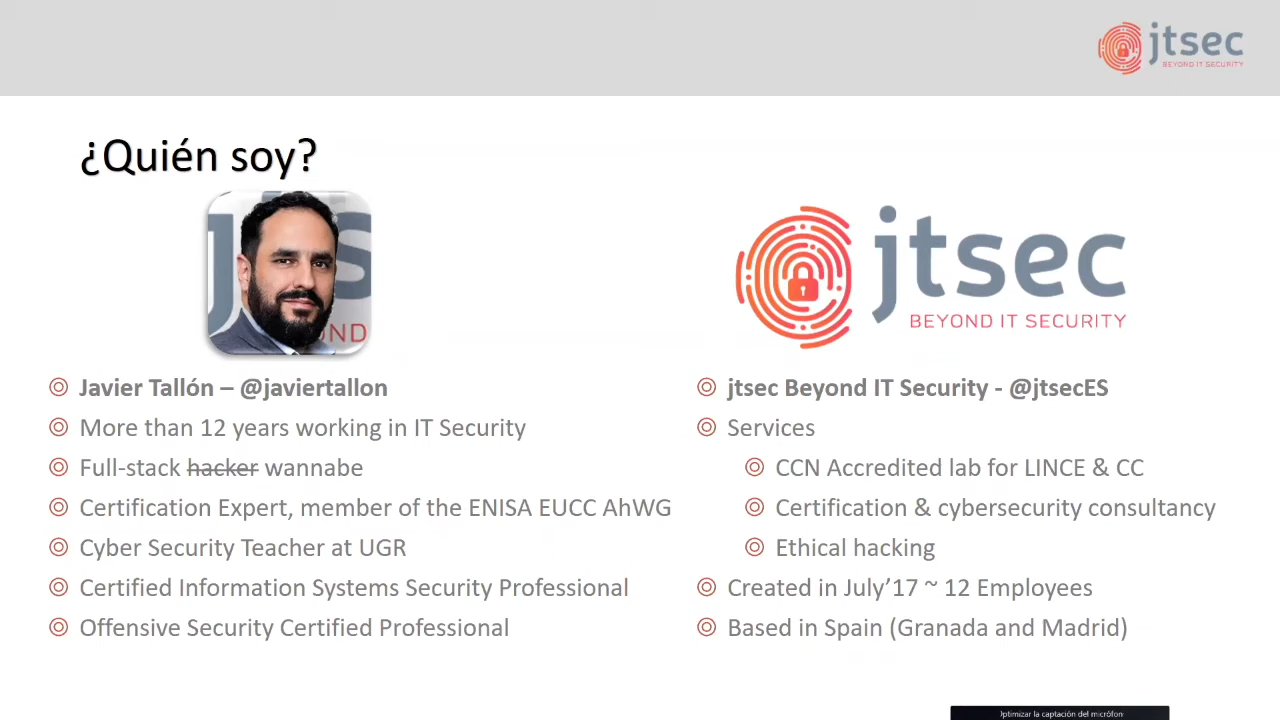 jtsec
BEYOND IT SECURITY
¿Quién soy?
jts
OND
jtsec
BEYOND IT SECURITY
Javier Tallón – @javiertallon
More than 12 years working in IT Security
Full-stack hacker wannabe
Certification Expert, member of the ENISA EUCC AhWG
Cyber Security Teacher at UGR
Certified Information Systems Security Professional
Offensive Security Certified Professional
jtsec Beyond IT Security - @jtsecES
Services
CCN Accredited lab for LINCE & CC
Certification & cybersecurity consultancy
Ethical hacking
Created in July’17 ~ 12 Employees
Based in Spain (Granada and Madrid)
Optimizar la captación del micrófon